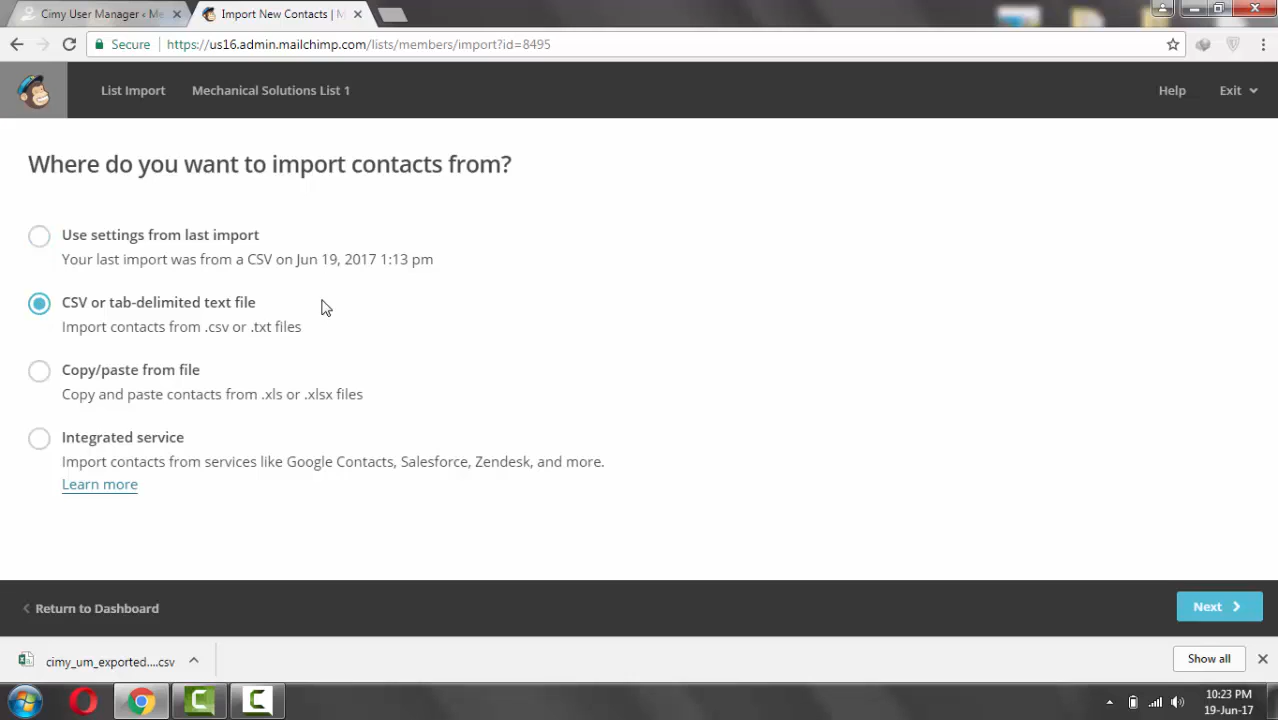 Cimy User Manager ‹ Me...
Import New Contacts | M
Secure
https://us16.admin.mailchimp.com/lists/members/import?id=8495
List Import
Mechanical Solutions List 1
Help
Exit
Where do you want to import contacts from?
Use settings from last import
Your last import was from a CSV on Jun 19, 2017 1:13 pm
CSV or tab-delimited text file
Import contacts from .csv or .txt files
Copy/paste from file
Copy and paste contacts from .xls or .xlsx files
Integrated service
Import contacts from services like Google Contacts, Salesforce, Zendesk, and more.
Learn more
Return to Dashboard
Next
cimy_um_exported....csv
Show all
10:23 PM
19-Jun-17